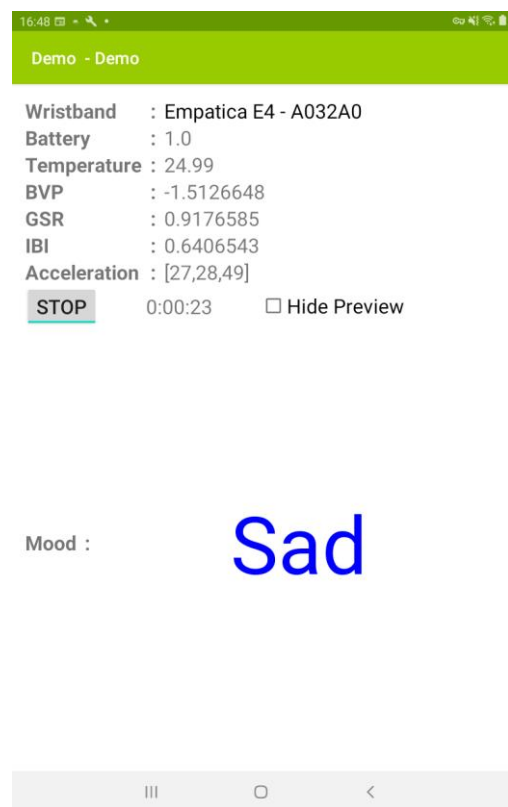 16:48
Demo - Demo
Wristband : Empatica E4 - A032A0
Battery : 1.0
Temperature : 24.99
BVP : -1.5126648
GSR : 0.9176585
IBI : 0.6406543
Acceleration : [27,28,49]
STOP 0:00:23 Hide Preview
Mood : Sad